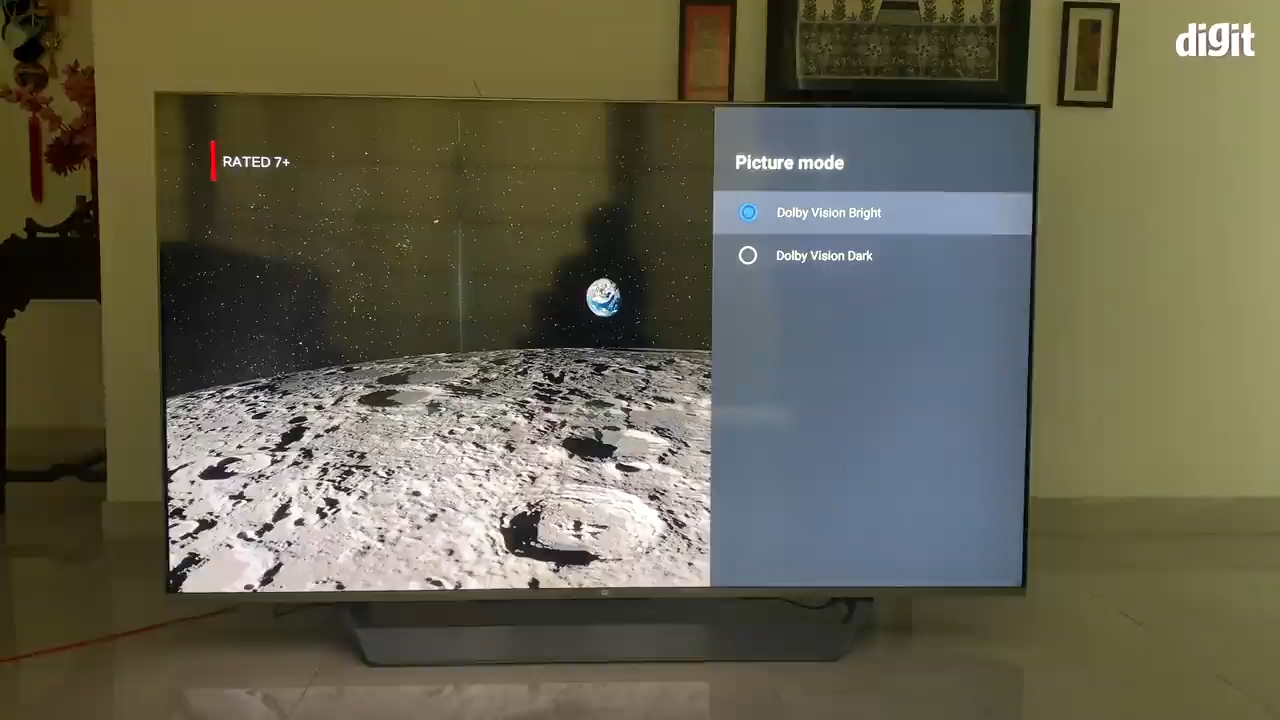 digit
RATED 7+
Picture mode
Dolby Vision Bright
Dolby Vision Dark